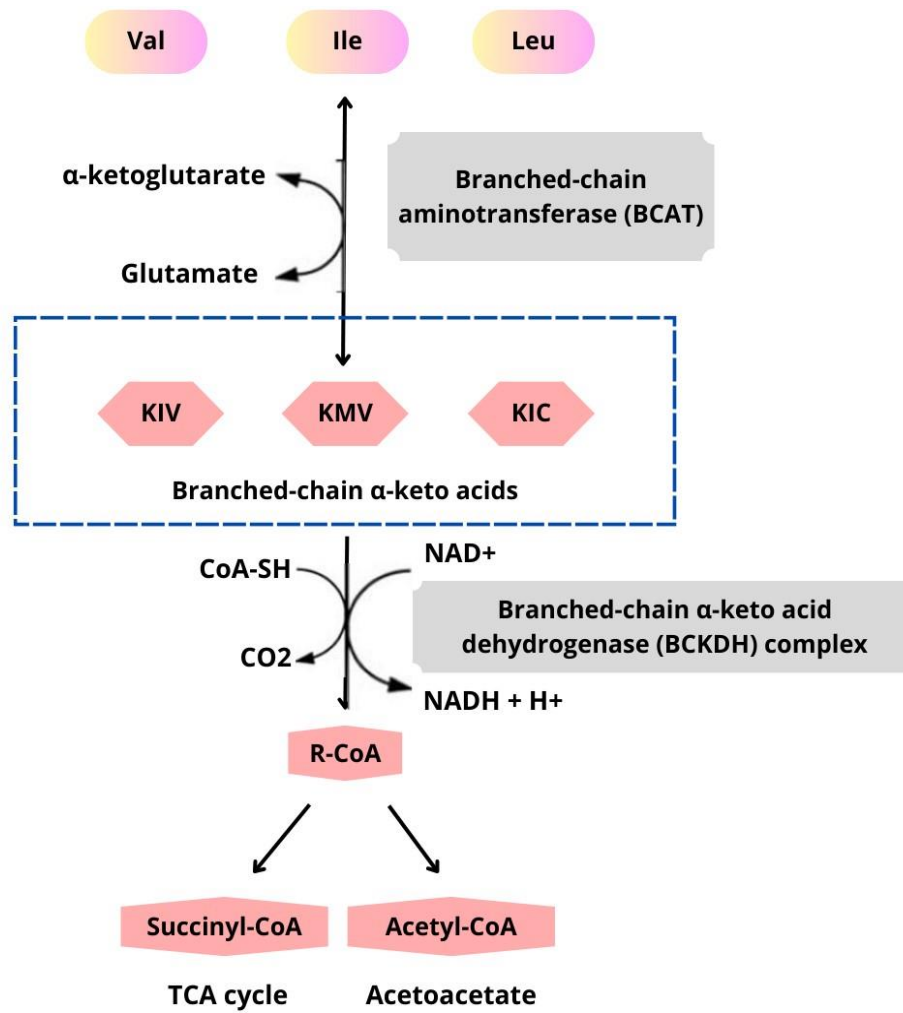 Val
Ile
Leu
α-ketoglutarate
Branched-chain
aminotransferase (BCAT)
Glutamate
KIV
KMV
KIC
Branched-chain α-keto acids
CoA-SH
NAD+
Branched-chain α-keto acid
dehydrogenase (BCKDH) complex
CO2
NADH + H+
R-CoA
Succinyl-CoA
Acetyl-CoA
TCA cycle
Acetoacetate